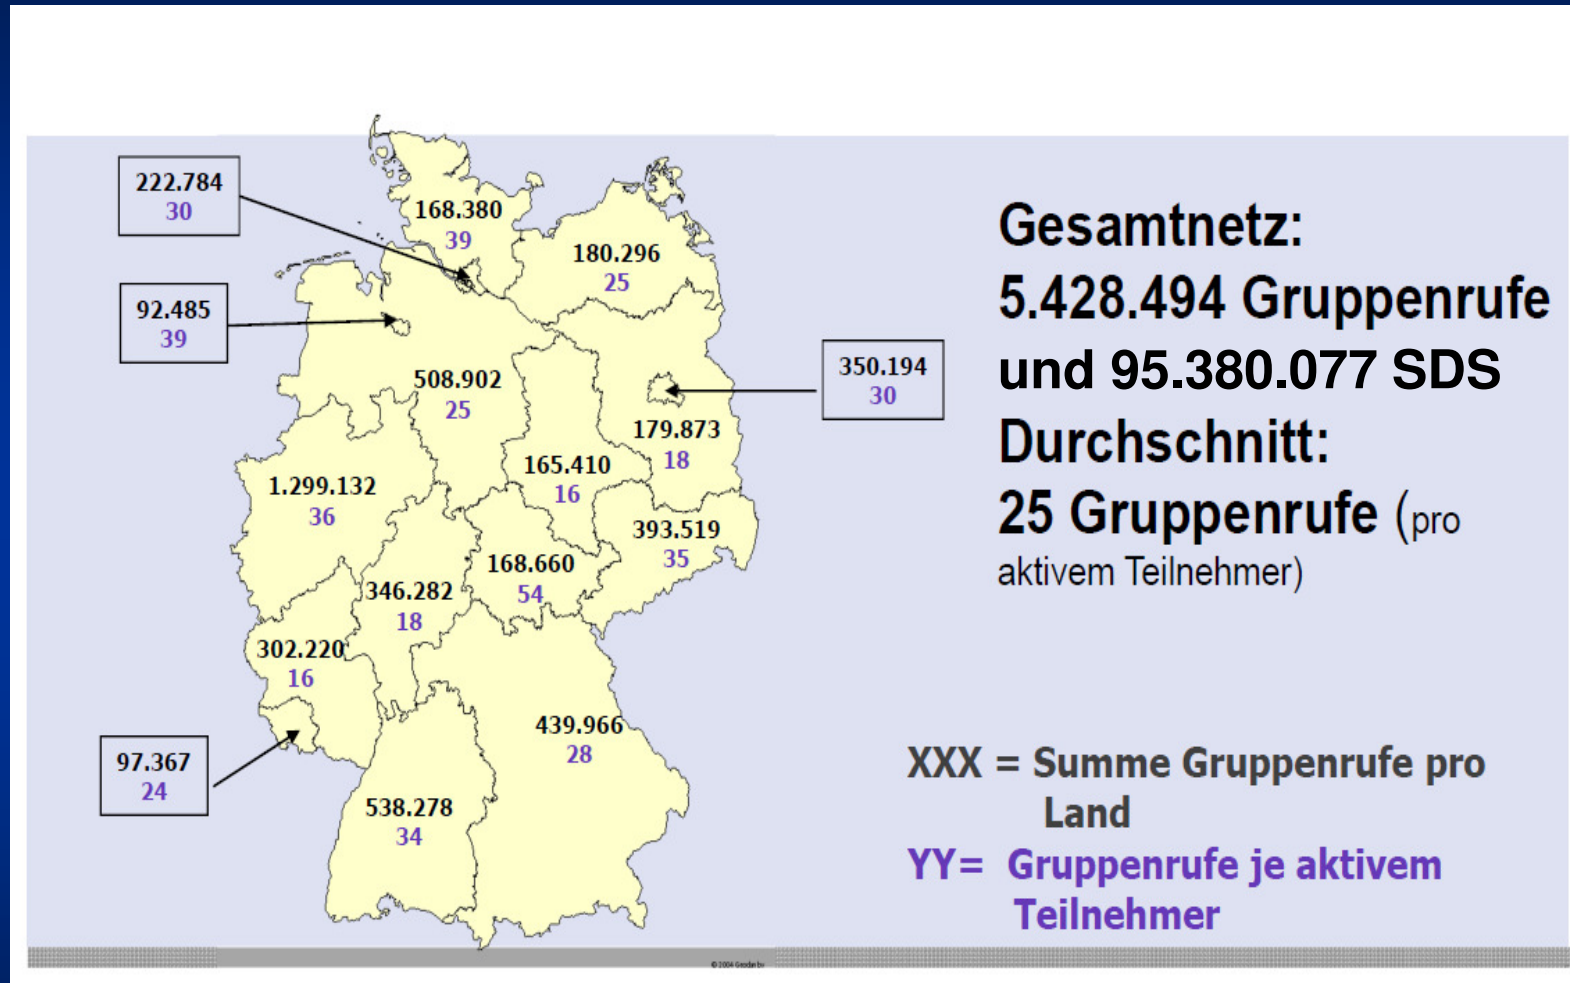 222.784
30
168.380
39
180.296
25
92.485
39
508.902
25
350.194
30
179.873
18
165.410
16
1.299.132
36
393.519
35
168.660
54
346.282
18
302.220
16
439.966
28
97.367
24
538.278
34
Gesamtnetz:
5.428.494 Gruppenrufe
und 95.380.077 SDS
Durchschnitt:
25 Gruppenrufe (pro
aktivem Teilnehmer)
XXX = Summe Gruppenrufe pro
Land
YY= Gruppenrufe je aktivem
Teilnehmer
© 2004 Geodan bv